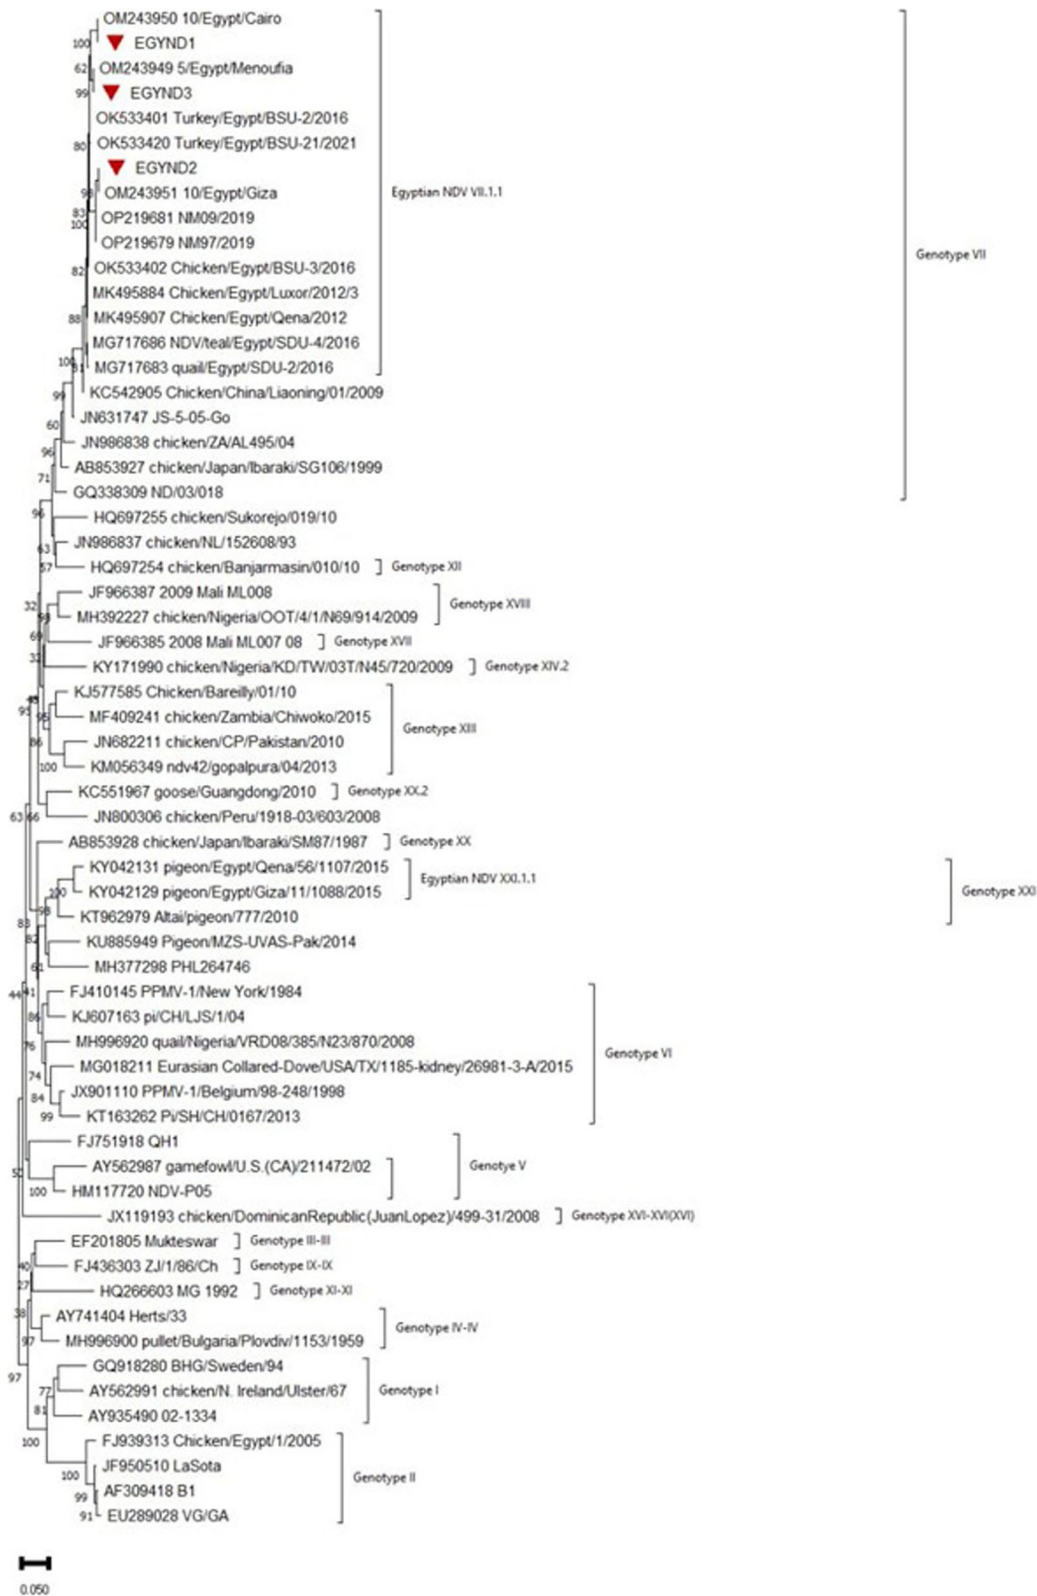 OM243950 10/Egypt/Cairo
100
EGYND1
62
OM243949 5/Egypt/Menoufia
99
EGYND3
OK533401 Turkey/Egypt/BSU-2/2016
80
OK533420 Turkey/Egypt/BSU-21/2021
EGYND2
OM243951 10/Egypt/Giza
Egyptian NDV VII.1.1
83
OP219681 NM09/2019
100
OP219679 NM97/2019
Genotype VII
82
OK533402 Chicken/Egypt/BSU-3/2016
MK495884 Chicken/Egypt/Luxor/2012/3
88
MK495907 Chicken/Egypt/Qena/2012
MG717686 NDV/teal/Egypt/SDU-4/2016
100
MG717683 quail/Egypt/SDU-2/2016
99
KC542905 Chicken/China/Liaoning/01/2009
60
JN631747 JS-5-05-Go
96
JN986838 chicken/ZA/AL495/04
71
AB853927 chicken/Japan/Ibaraki/SG106/1999
GQ338309 ND/03/018
96
HQ697255 chicken/Sukorejo/019/10
63
JN986837 chicken/NL/152608/93
57
HQ697254 chicken/Banjarmasin/010/10
Genotype XII
32
JF966387 2009 Mali ML008
Genotype XVIII
MH392227 chicken/Nigeria/OOT/4/1/N69/914/2009
69
JF966385 2008 Mali ML007 08
Genotype XVII
32
KY171990 chicken/Nigeria/KD/TW/03T/N45/720/2009
Genotype XIV.2
KJ577585 Chicken/Bareilly/01/10
95
MF409241 chicken/Zambia/Chiwoko/2015
Genotype XIII
86
JN682211 chicken/CP/Pakistan/2010
100
KM056349 ndv42/gopalpura/04/2013
KC551967 goose/Guangdong/2010
Genotype XX.2
63
66
JN800306 chicken/Peru/1918-03/603/2008
AB853928 chicken/Japan/Ibaraki/SM87/1987
Genotype XX
KY042131 pigeon/Egypt/Qena/56/1107/2015
Egyptian NDV XXI.1.1
100
KY042129 pigeon/Egypt/Giza/11/1088/2015
Genotype XXI
98
KT962979 Altai/pigeon/777/2010
82
KU885949 Pigeon/MZS-UVAS-Pak/2014
61
MH377298 PHL264746
44
41
FJ410145 PPMV-1/New York/1984
86
KJ607163 pi/CH/LJS/1/04
76
MH996920 quail/Nigeria/VRD08/385/N23/870/2008
Genotype VI
74
MG018211 Eurasian Collared-Dove/USA/TX/1185-kidney/26981-3-A/2015
84
JX901110 PPMV-1/Belgium/98-248/1998
99
KT163262 Pi/SH/CH/0167/2013
FJ751918 QH1
AY562987 gamefowl/U.S.(CA)/211472/02
Genotye V
100
HM117720 NDV-P05
JX119193 chicken/DominicanRepublic(JuanLopez)/499-31/2008
Genotype XVI-XVI(XVI)
EF201805 Mukteswar
Genotype III-III
40
FJ436303 ZJ/1/86/Ch
Genotype IX-IX
27
HQ266603 MG 1992
Genotype XI-XI
38
AY741404 Herts/33
Genotype IV-IV
97
MH996900 pullet/Bulgaria/Plovdiv/1153/1959
97
GQ918280 BHG/Sweden/94
77
AY562991 chicken/N. Ireland/Ulster/67
Genotype I
81
AY935490 02-1334
100
FJ939313 Chicken/Egypt/1/2005
100
JF950510 LaSota
Genotype II
99
AF309418 B1
91
EU289028 VG/GA
0.050